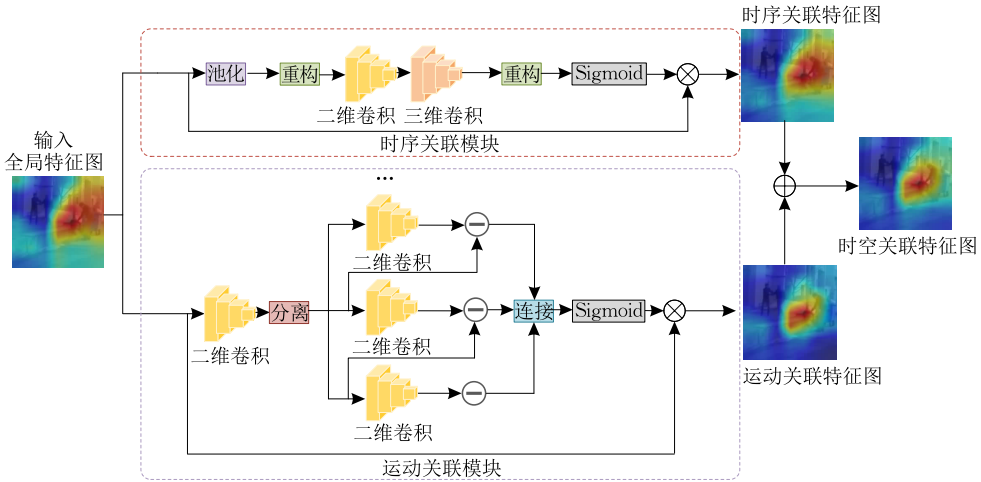 时序关联特征图
池化
重构
二维卷积
三维卷积
重构
Sigmoid
时序关联模块
输入
全局特征图
...
二维卷积
二维卷积
分离
二维卷积
二维卷积
连接
Sigmoid
运动关联模块
时空关联特征图
运动关联特征图